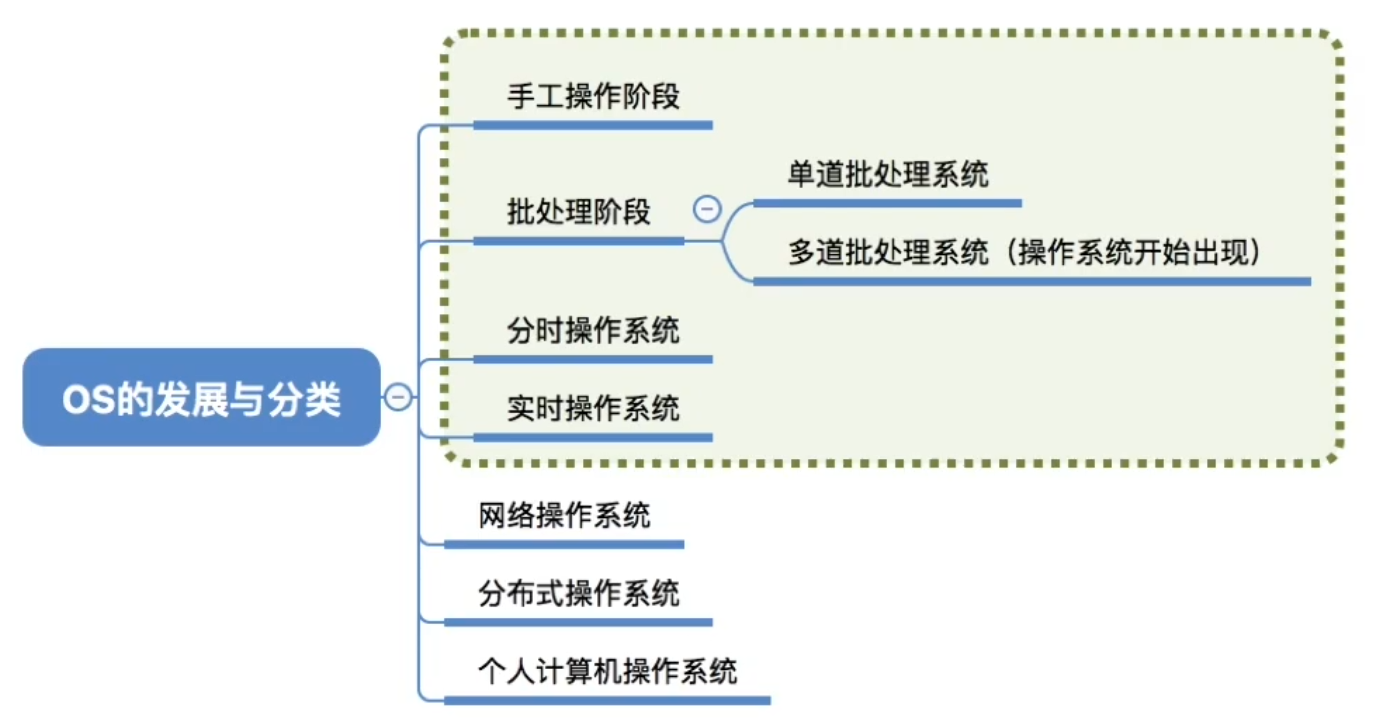 手工操作阶段
单道批处理系统
批处理阶段
多道批处理系统（操作系统开始出现）
分时操作系统
OS的发展与分类
实时操作系统
网络操作系统
分布式操作系统
个人计算机操作系统